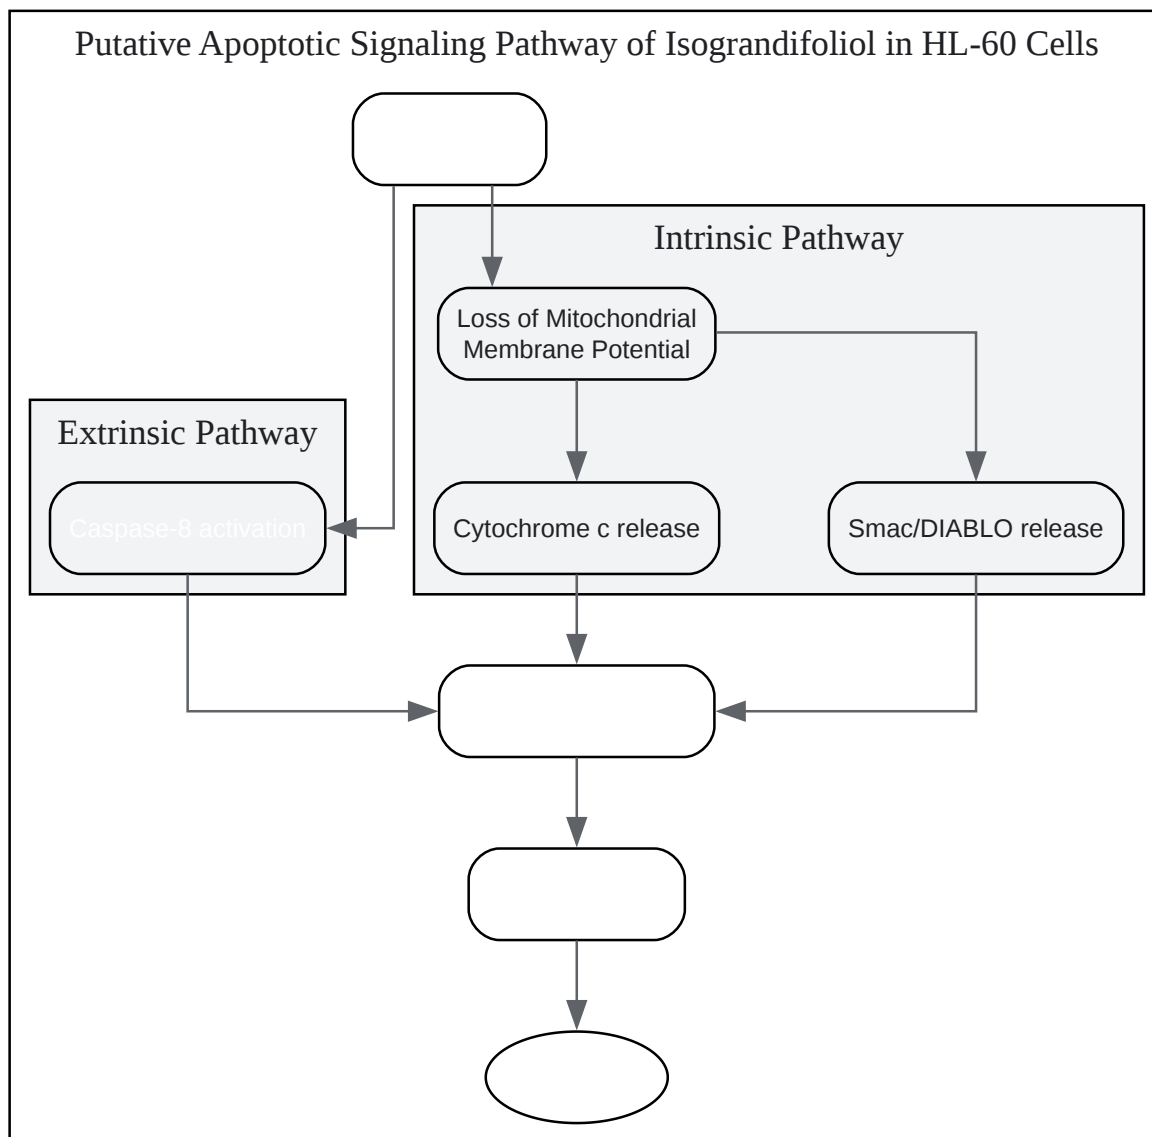 Putative Apoptotic Signaling Pathway of Isograndifoliol in HL-60 Cells
Intrinsic Pathway
Loss of Mitochondrial
Membrane Potential
Extrinsic Pathway
Caspase-8 activation
Cytochrome c release
Smac/DIABLO release